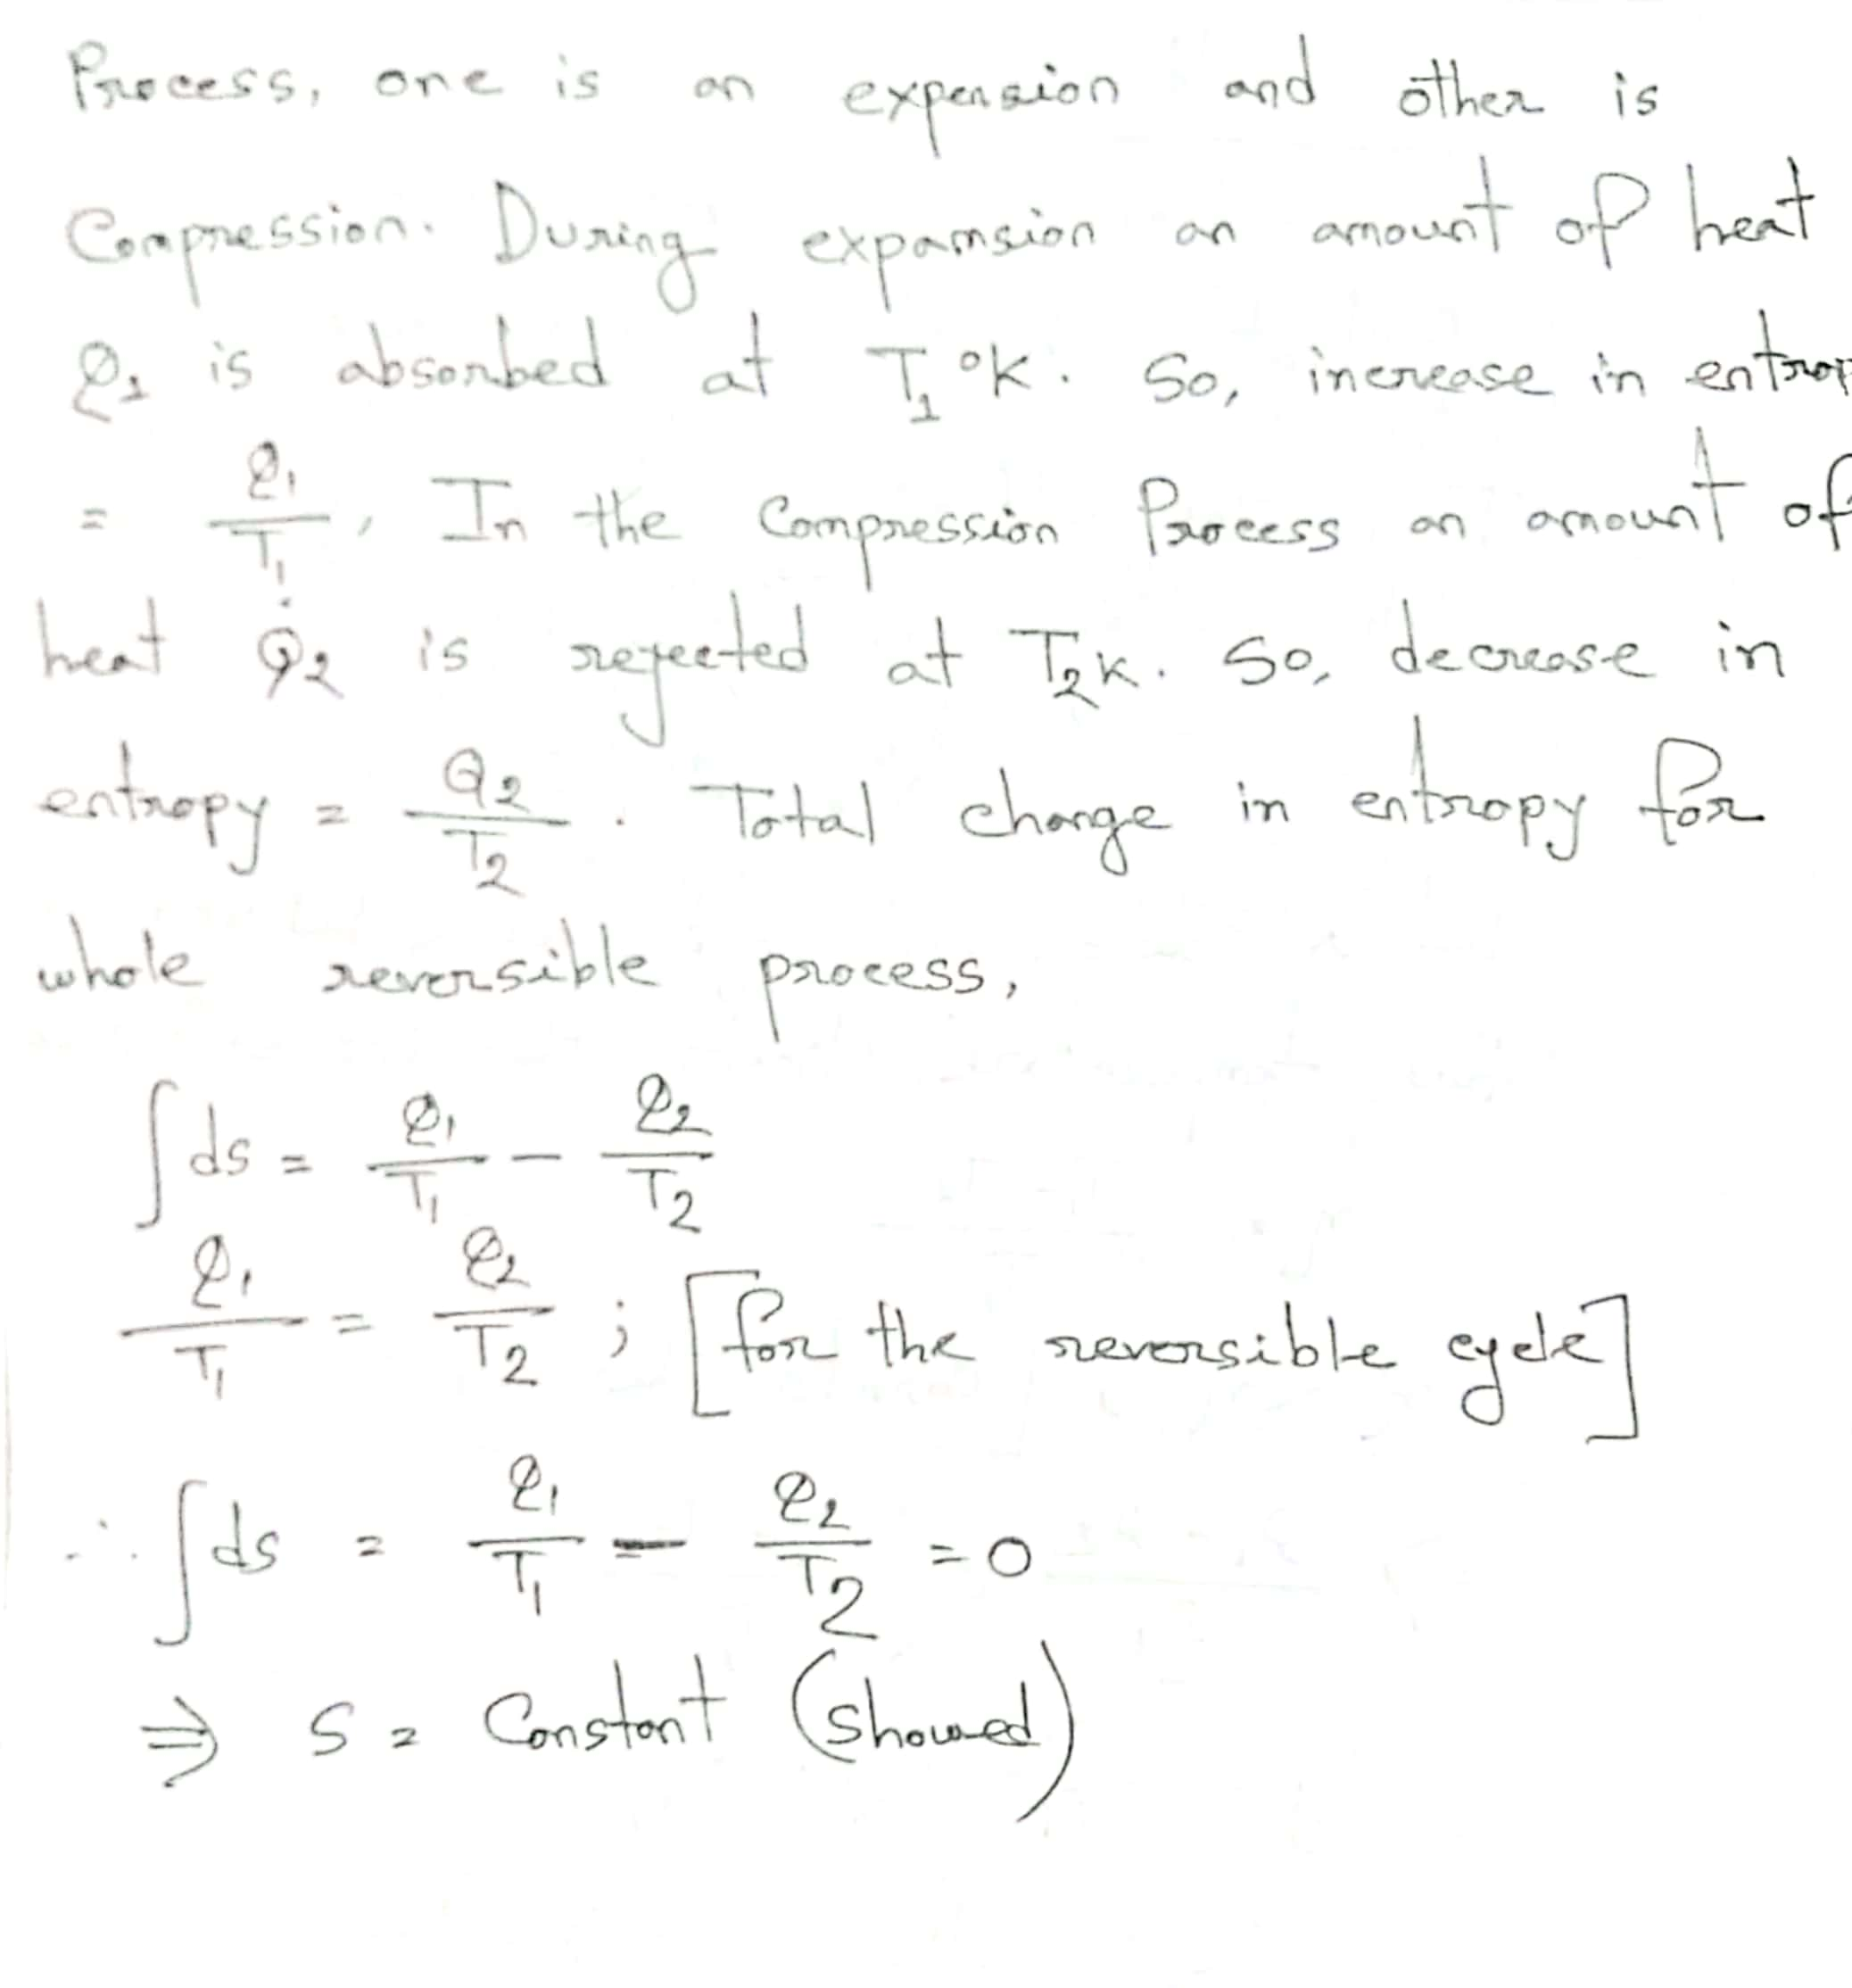 Process, one is an expension and other is
Compression. During expansion an amount of heat
Q₁ is absorbed at T₁ °K. So, increase in entrop
= Q₁/T₁, In the Compression Process an amount of
heat Q₂ is rejected at T₂K. So, decrease in
entropy = Q₂/T₂. Total change in entropy for
whole reversible process,
∫ds = Q₁/T₁ - Q₂/T₂
Q₁/T₁ = Q₂/T₂ ; [for the reversible cycle]
∴ ∫ds = Q₁/T₁ - Q₂/T₂ = 0
⇒ S = Constant (showed)